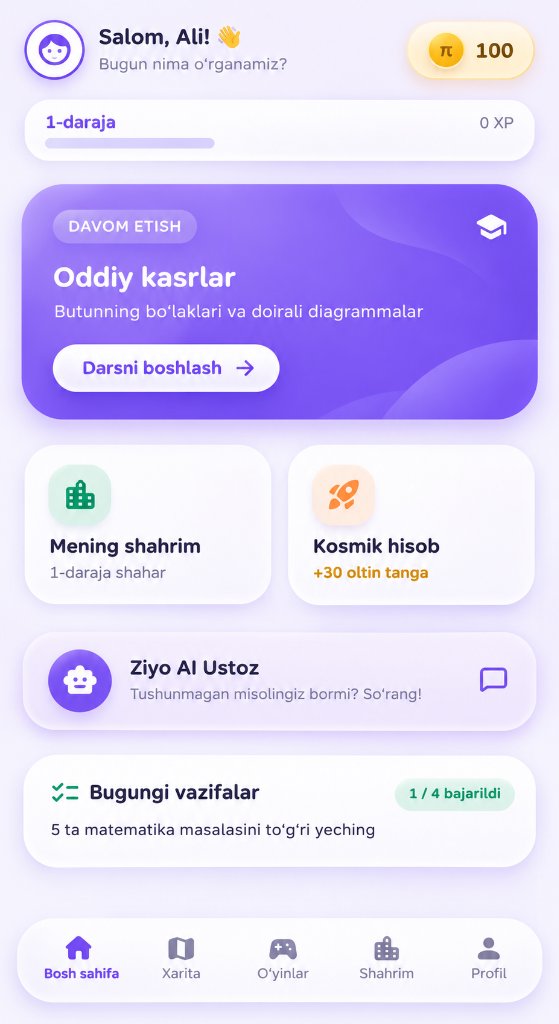 Salom, Ali! 👋
Bugun nima o‘rganamiz?
π 100
1-daraja
0 XP
DAVOM ETISH
Oddiy kasrlar
Butunning bo‘laklari va doirali diagrammalar
Darsni boshlash →
Mening shahrim
1-daraja shahar
Kosmik hisob
+30 oltin tanga
Ziyo AI Ustoz
Tushunmagan misolingiz bormi? So‘rang!
Bugungi vazifalar
1 / 4 bajarildi
5 ta matematika masalasini to‘g‘ri yeching
Bosh sahifa
Xarita
O‘yinlar
Shahrim
Profil